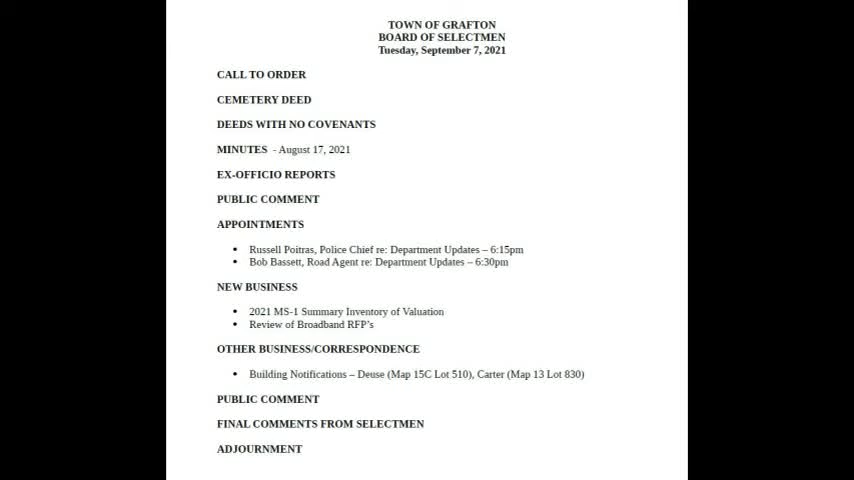 TOWN OF GRAFTON
BOARD OF SELECTMEN
Tuesday, September 7, 2021
CALL TO ORDER
CEMETERY DEED
DEEDS WITH NO COVENANTS
MINUTES - August 17, 2021
EX-OFFICIO REPORTS
PUBLIC COMMENT
APPOINTMENTS
• Russell Poitras, Police Chief re: Department Updates – 6:15pm
• Bob Bassett, Road Agent re: Department Updates – 6:30pm
NEW BUSINESS
• 2021 MS-1 Summary Inventory of Valuation
• Review of Broadband RFP's
OTHER BUSINESS/CORRESPONDENCE
• Building Notifications – Deuse (Map 15C Lot 510), Carter (Map 13 Lot 830)
PUBLIC COMMENT
FINAL COMMENTS FROM SELECTMEN
ADJOURNMENT